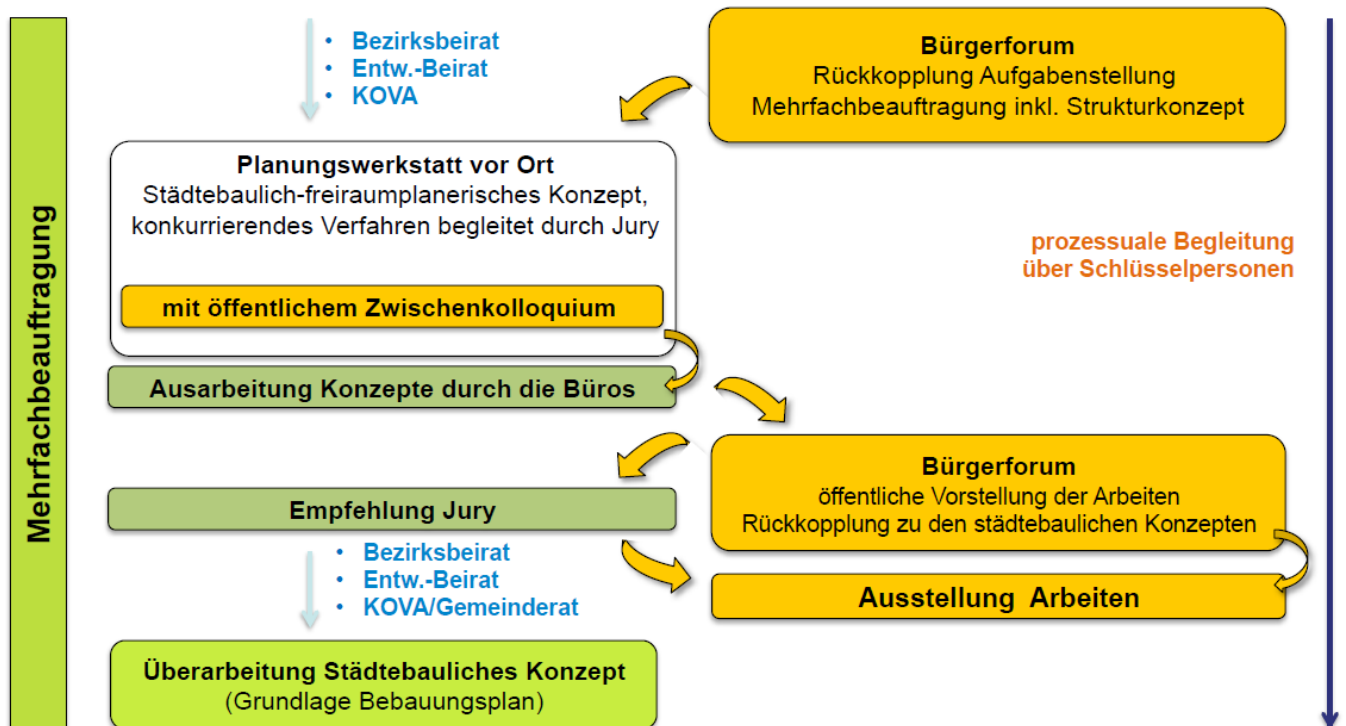 Mehrfachbeauftragung
• Bezirksbeirat
• Entw.-Beirat
• KOVA
Bürgerforum
Rückkopplung Aufgabenstellung
Mehrfachbeauftragung inkl. Strukturkonzept
Planungswerkstatt vor Ort
Städtebaulich-freiraumplanerisches Konzept,
konkurrierendes Verfahren begleitet durch Jury
mit öffentlichem Zwischenkolloquium
prozessuale Begleitung
über Schlüsselpersonen
Ausarbeitung Konzepte durch die Büros
Bürgerforum
öffentliche Vorstellung der Arbeiten
Rückkopplung zu den städtebaulichen Konzepten
Empfehlung Jury
• Bezirksbeirat
• Entw.-Beirat
• KOVA/Gemeinderat
Ausstellung Arbeiten
Überarbeitung Städtebauliches Konzept
(Grundlage Bebauungsplan)